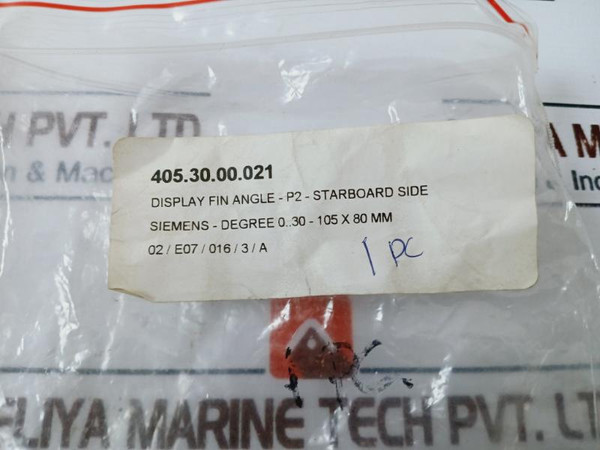 PVT. LTD
& Mac
A M
& Ind
405.30.00.021
DISPLAY FIN ANGLE - P2 - STARBOARD SIDE
SIEMENS - DEGREE 0..30 - 105 X 80 MM
02 / E07 / 016 / 3 / A
1 PC
ELIYA MARINE TECH PVT. LT